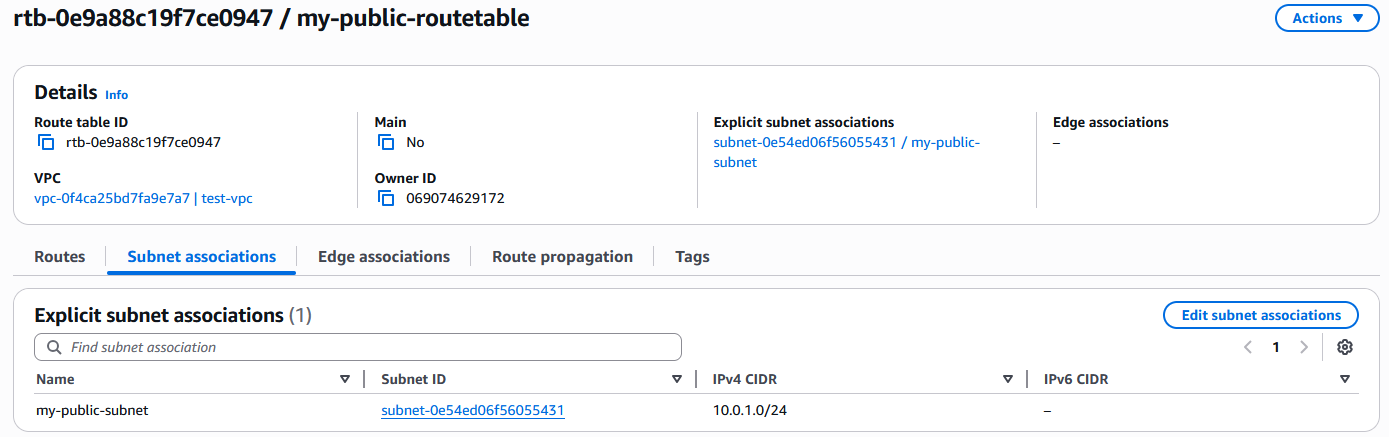 rtb-0e9a88c19f7ce0947 / my-public-routetable
Actions
Details Info
Route table ID
rtb-0e9a88c19f7ce0947
Main
No
Explicit subnet associations
subnet-0e54ed06f56055431 / my-public-
subnet
Edge associations
–
VPC
vpc-0f4ca25bd7fa9e7a7 | test-vpc
Owner ID
069074629172
Routes Subnet associations Edge associations Route propagation Tags
Explicit subnet associations (1)
Edit subnet associations
Find subnet association
1
Name Subnet ID IPv4 CIDR IPv6 CIDR
my-public-subnet subnet-0e54ed06f56055431 10.0.1.0/24 –